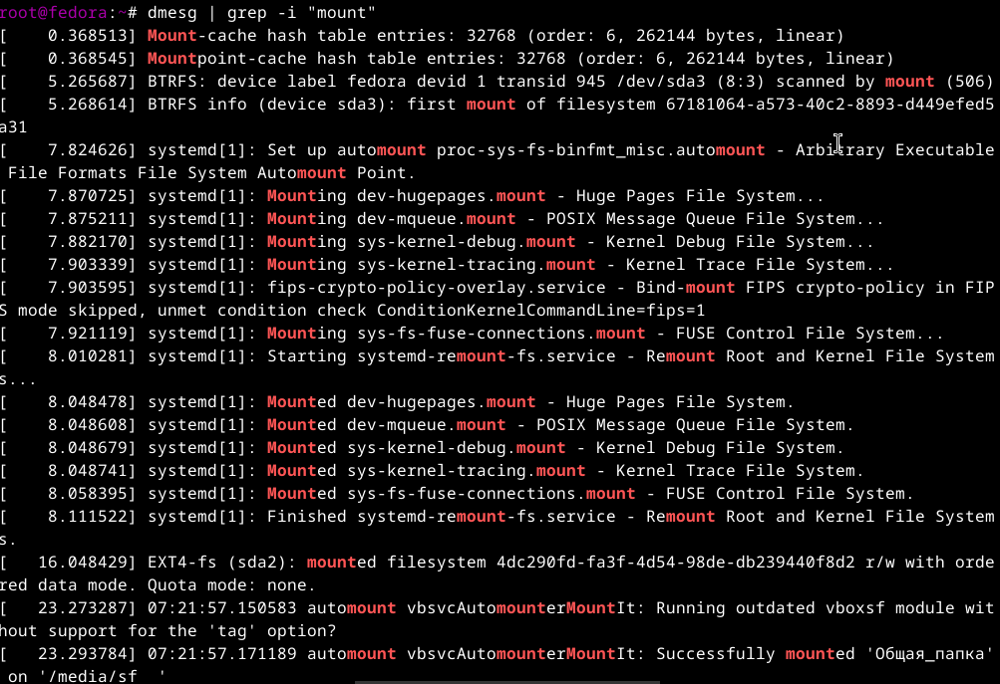 root@fedora:~# dmesg | grep -i "mount"
[    0.368513] Mount-cache hash table entries: 32768 (order: 6, 262144 bytes, linear)
[    0.368545] Mountpoint-cache hash table entries: 32768 (order: 6, 262144 bytes, linear)
[    5.265687] BTRFS: device label fedora devid 1 transid 945 /dev/sda3 (8:3) scanned by mount (506)
[    5.268614] BTRFS info (device sda3): first mount of filesystem 67181064-a573-40c2-8893-d449efed5
a31
[    7.824626] systemd[1]: Set up automount proc-sys-fs-binfmt_misc.automount - Arbitrary Executable
 File Formats File System Automount Point.
[    7.870725] systemd[1]: Mounting dev-hugepages.mount - Huge Pages File System...
[    7.875211] systemd[1]: Mounting dev-mqueue.mount - POSIX Message Queue File System...
[    7.882170] systemd[1]: Mounting sys-kernel-debug.mount - Kernel Debug File System...
[    7.903339] systemd[1]: Mounting sys-kernel-tracing.mount - Kernel Trace File System...
[    7.903595] systemd[1]: fips-crypto-policy-overlay.service - Bind-mount FIPS crypto-policy in FIP
S mode skipped, unmet condition check ConditionKernelCommandLine=fips=1
[    7.921119] systemd[1]: Mounting sys-fs-fuse-connections.mount - FUSE Control File System...
[    8.010281] systemd[1]: Starting systemd-remount-fs.service - Remount Root and Kernel File System
s...
[    8.048478] systemd[1]: Mounted dev-hugepages.mount - Huge Pages File System.
[    8.048608] systemd[1]: Mounted dev-mqueue.mount - POSIX Message Queue File System.
[    8.048679] systemd[1]: Mounted sys-kernel-debug.mount - Kernel Debug File System.
[    8.048741] systemd[1]: Mounted sys-kernel-tracing.mount - Kernel Trace File System.
[    8.058395] systemd[1]: Mounted sys-fs-fuse-connections.mount - FUSE Control File System.
[    8.111522] systemd[1]: Finished systemd-remount-fs.service - Remount Root and Kernel File System
s.
[   16.048429] EXT4-fs (sda2): mounted filesystem 4dc290fd-fa3f-4d54-98de-db239440f8d2 r/w with orde
red data mode. Quota mode: none.
[   23.273287] 07:21:57.150583 automount vbsvcAutomounterMountIt: Running outdated vboxsf module wit
hout support for the 'tag' option?
[   23.293784] 07:21:57.171189 automount vbsvcAutomounterMountIt: Successfully mounted 'Общая_папка'
 on '/media/sf  '